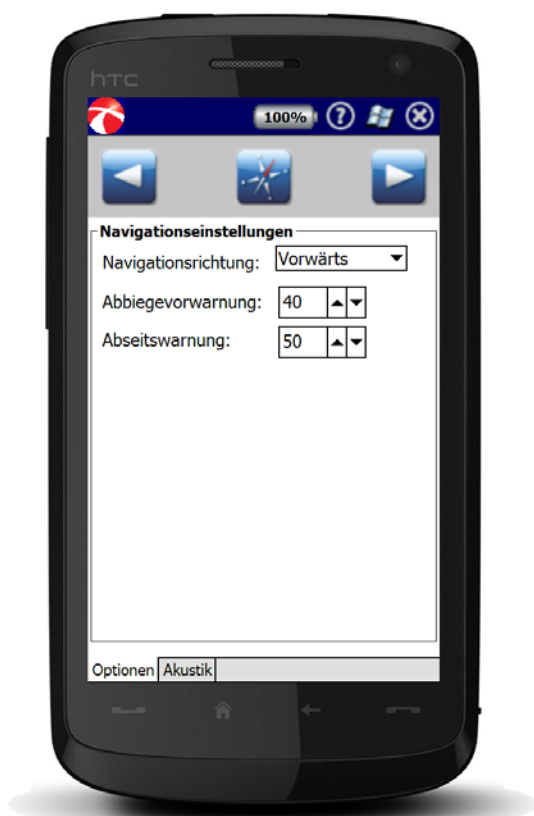 hTC
100%
Navigationseinstellungen
Navigationsrichtung: Vorwärts
Abbiegevorwarnung: 40
Abseitswarnung: 50
Optionen Akustik